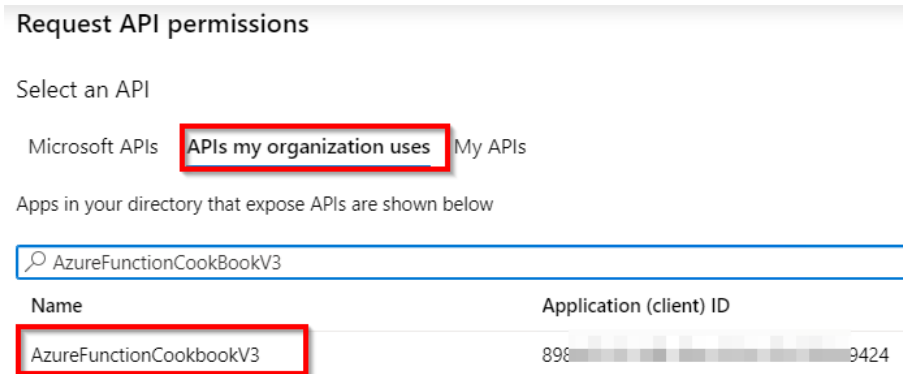 Request API permissions
Select an API
Microsoft APIs APIs my organization uses My APIs
Apps in your directory that expose APIs are shown below
AzureFunctionCookBookV3
Name Application (client) ID
AzureFunctionCookbookV3 898 9424